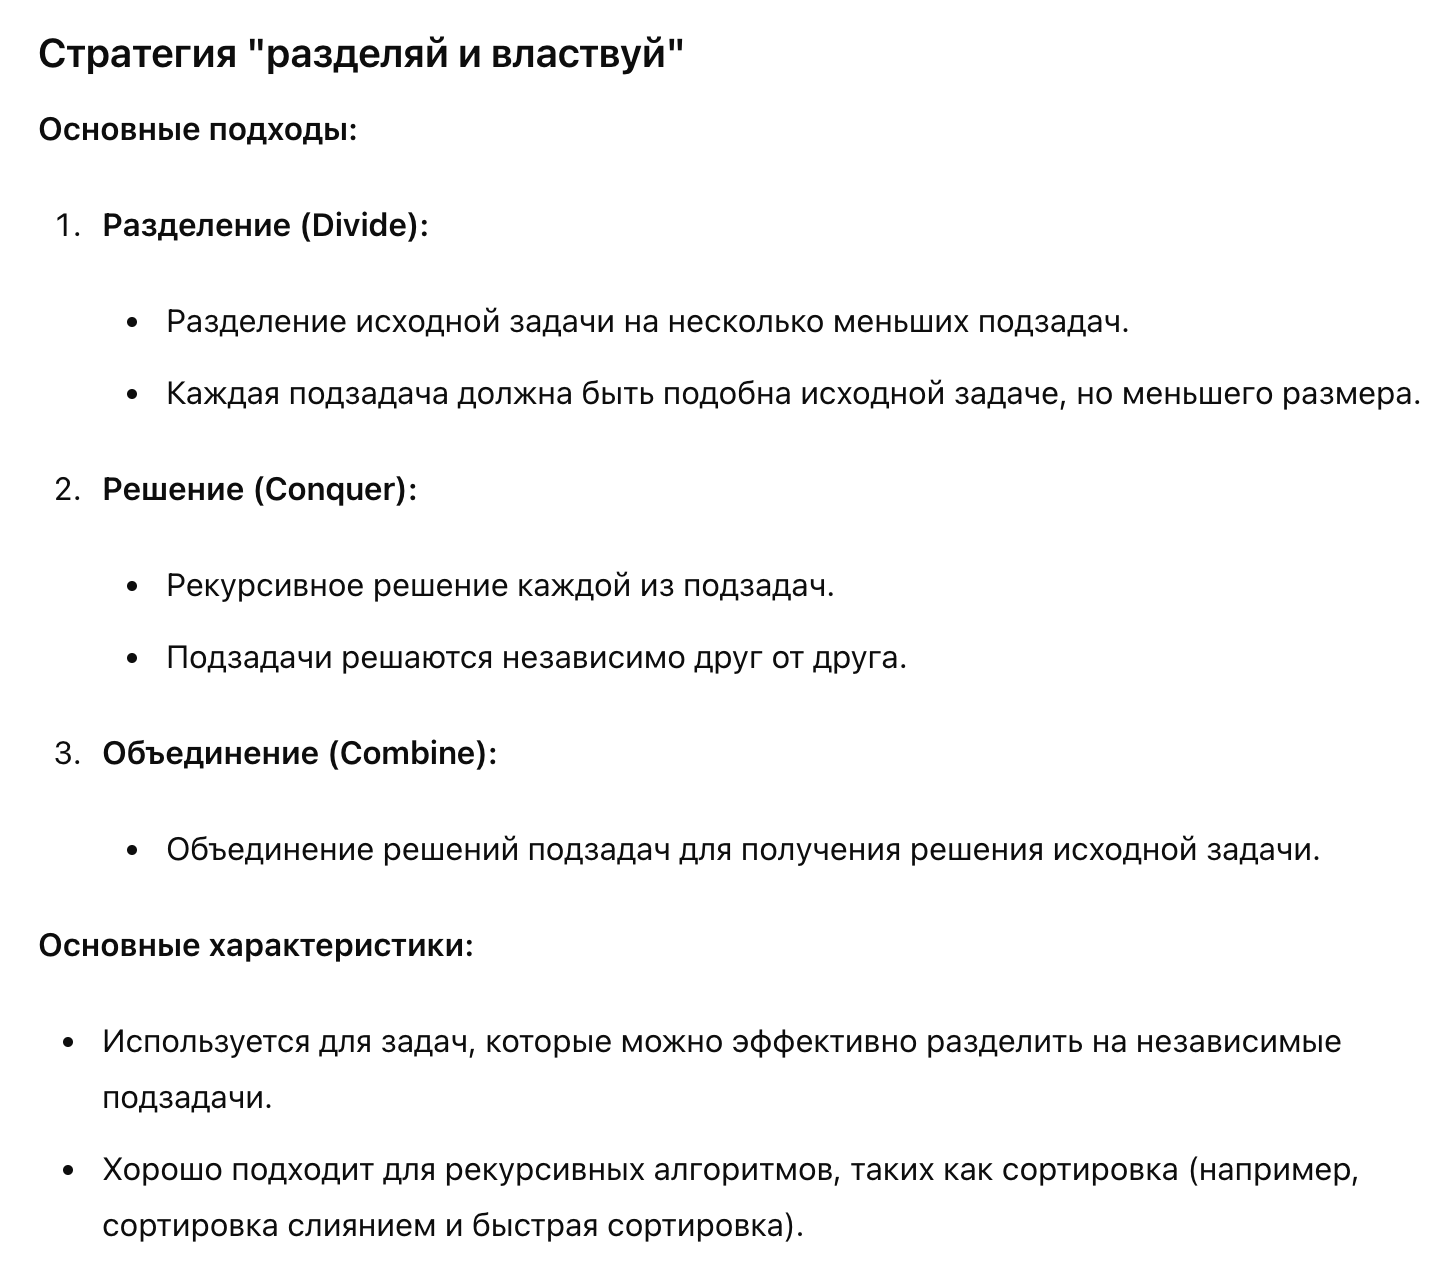 Стратегия "разделяй и властвуй"
Основные подходы:
1. Разделение (Divide):
• Разделение исходной задачи на несколько меньших подзадач.
• Каждая подзадача должна быть подобна исходной задаче, но меньшего размера.
2. Решение (Conquer):
• Рекурсивное решение каждой из подзадач.
• Подзадачи решаются независимо друг от друга.
3. Объединение (Combine):
• Объединение решений подзадач для получения решения исходной задачи.
Основные характеристики:
• Используется для задач, которые можно эффективно разделить на независимые
подзадачи.
• Хорошо подходит для рекурсивных алгоритмов, таких как сортировка (например,
сортировка слиянием и быстрая сортировка).